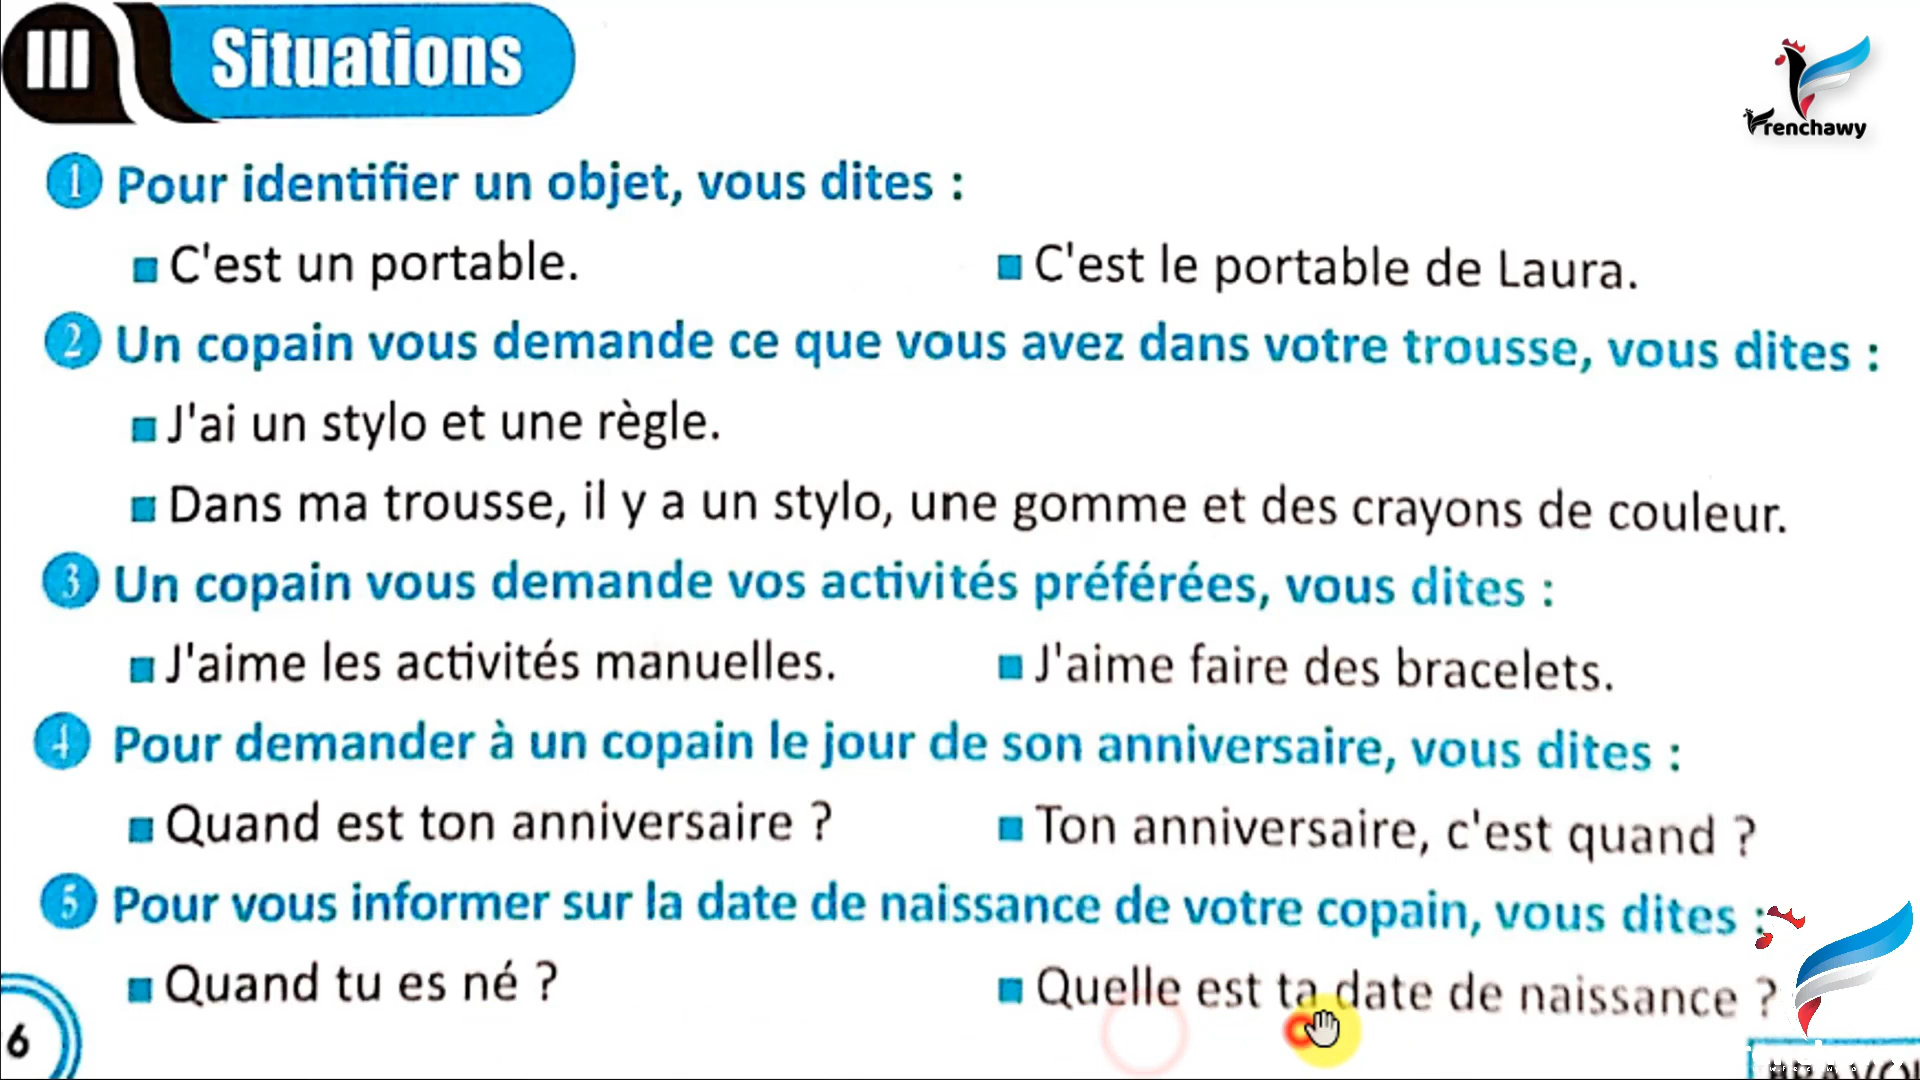 III Situations
Frenchawy
1 Pour identifier un objet, vous dites :
C'est un portable. C'est le portable de Laura.
2 Un copain vous demande ce que vous avez dans votre trousse, vous dites :
J'ai un stylo et une règle.
Dans ma trousse, il y a un stylo, une gomme et des crayons de couleur.
3 Un copain vous demande vos activités préférées, vous dites :
J'aime les activités manuelles. J'aime faire des bracelets.
4 Pour demander à un copain le jour de son anniversaire, vous dites :
Quand est ton anniversaire ? Ton anniversaire, c'est quand ?
5 Pour vous informer sur la date de naissance de votre copain, vous dites :
Quand tu es né ? Quelle est ta date de naissance ?
6